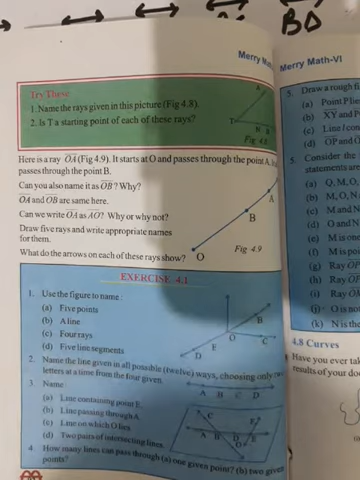 BD
Merry Mat
Try These
1. Name the rays given in this picture (Fig 4.8).
2. Is T a starting point of each of these rays?
A
T
N B
Fig 4.8
Here is a ray OA (Fig 4.9). It starts at O and passes through the point A. It
passes through the point B.
Can you also name it as OB? Why?
OA and OB are same here.
Can we write OA as AO? Why or why not?
Draw five rays and write appropriate names
for them.
What do the arrows on each of these rays show?
A
B
O
Fig 4.9
EXERCISE 4.1
1. Use the figure to name:
(a) Five points
(b) A line
(c) Four rays
(d) Five line segments
B
O
C
E
D
2. Name the line given in all possible (twelve) ways, choosing only two
letters at a time from the four given.
A B C D
3. Name:
(a) Line containing point E.
(b) Line passing through A.
(c) Line on which O lies
(d) Two pairs of intersecting lines.
C
A B D E
O
4. How many lines can pass through (a) one given point? (b) two given
points?
Merry Math-VI
5. Draw a rough fi
(a) Point P lie
(b) XY and P
(c) Line l con
(d) OP and O
5. Consider the
statements are
(a) Q, M, O,
(b) M, O, N
(c) M and N
(d) O and N
(e) M is one
(f) M is poi
(g) Ray OP
(h) Ray OP
(i) Ray O
(j) O is not
(k) N is the
4.8 Curves
Have you ever tak
results of your do